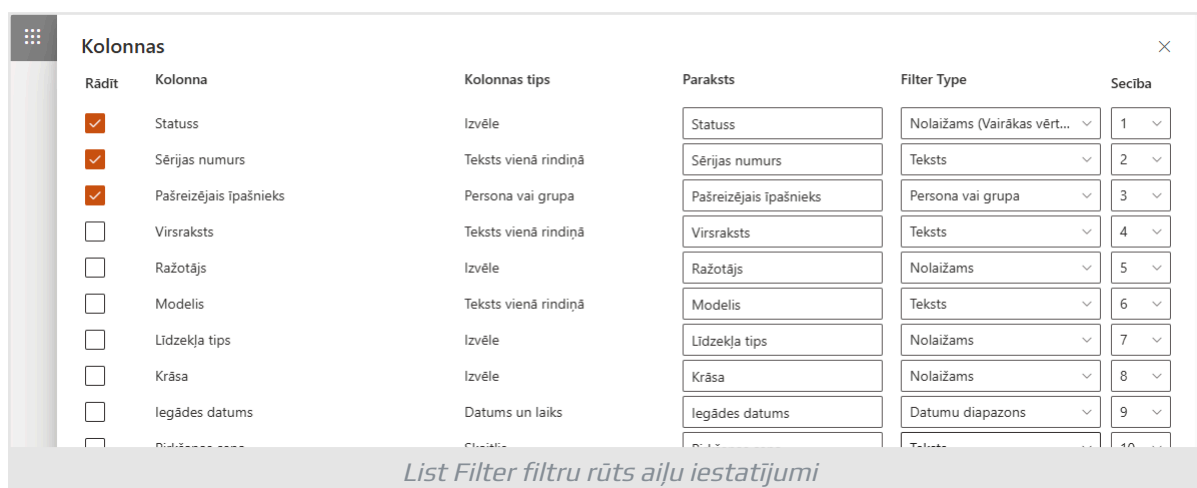 Kolonnas
Rādīt Kolonna Kolonnas tips Paraksts Filter Type Secība
Statuss Izvēle Statuss Nolaižams (Vairākas vērt... 1
Sērijas numurs Teksts vienā rindiņā Sērijas numurs Teksts 2
Pašreizējais īpašnieks Persona vai grupa Pašreizējais īpašnieks Persona vai grupa 3
Virsraksts Teksts vienā rindiņā Virsraksts Teksts 4
Ražotājs Izvēle Ražotājs Nolaižams 5
Modelis Teksts vienā rindiņā Modelis Teksts 6
Līdzekļa tips Izvēle Līdzekļa tips Nolaižams 7
Krāsa Izvēle Krāsa Nolaižams 8
Iegādes datums Datums un laiks Iegādes datums Datumu diapazons 9
List Filter filtru rūts aiļu iestatījumi